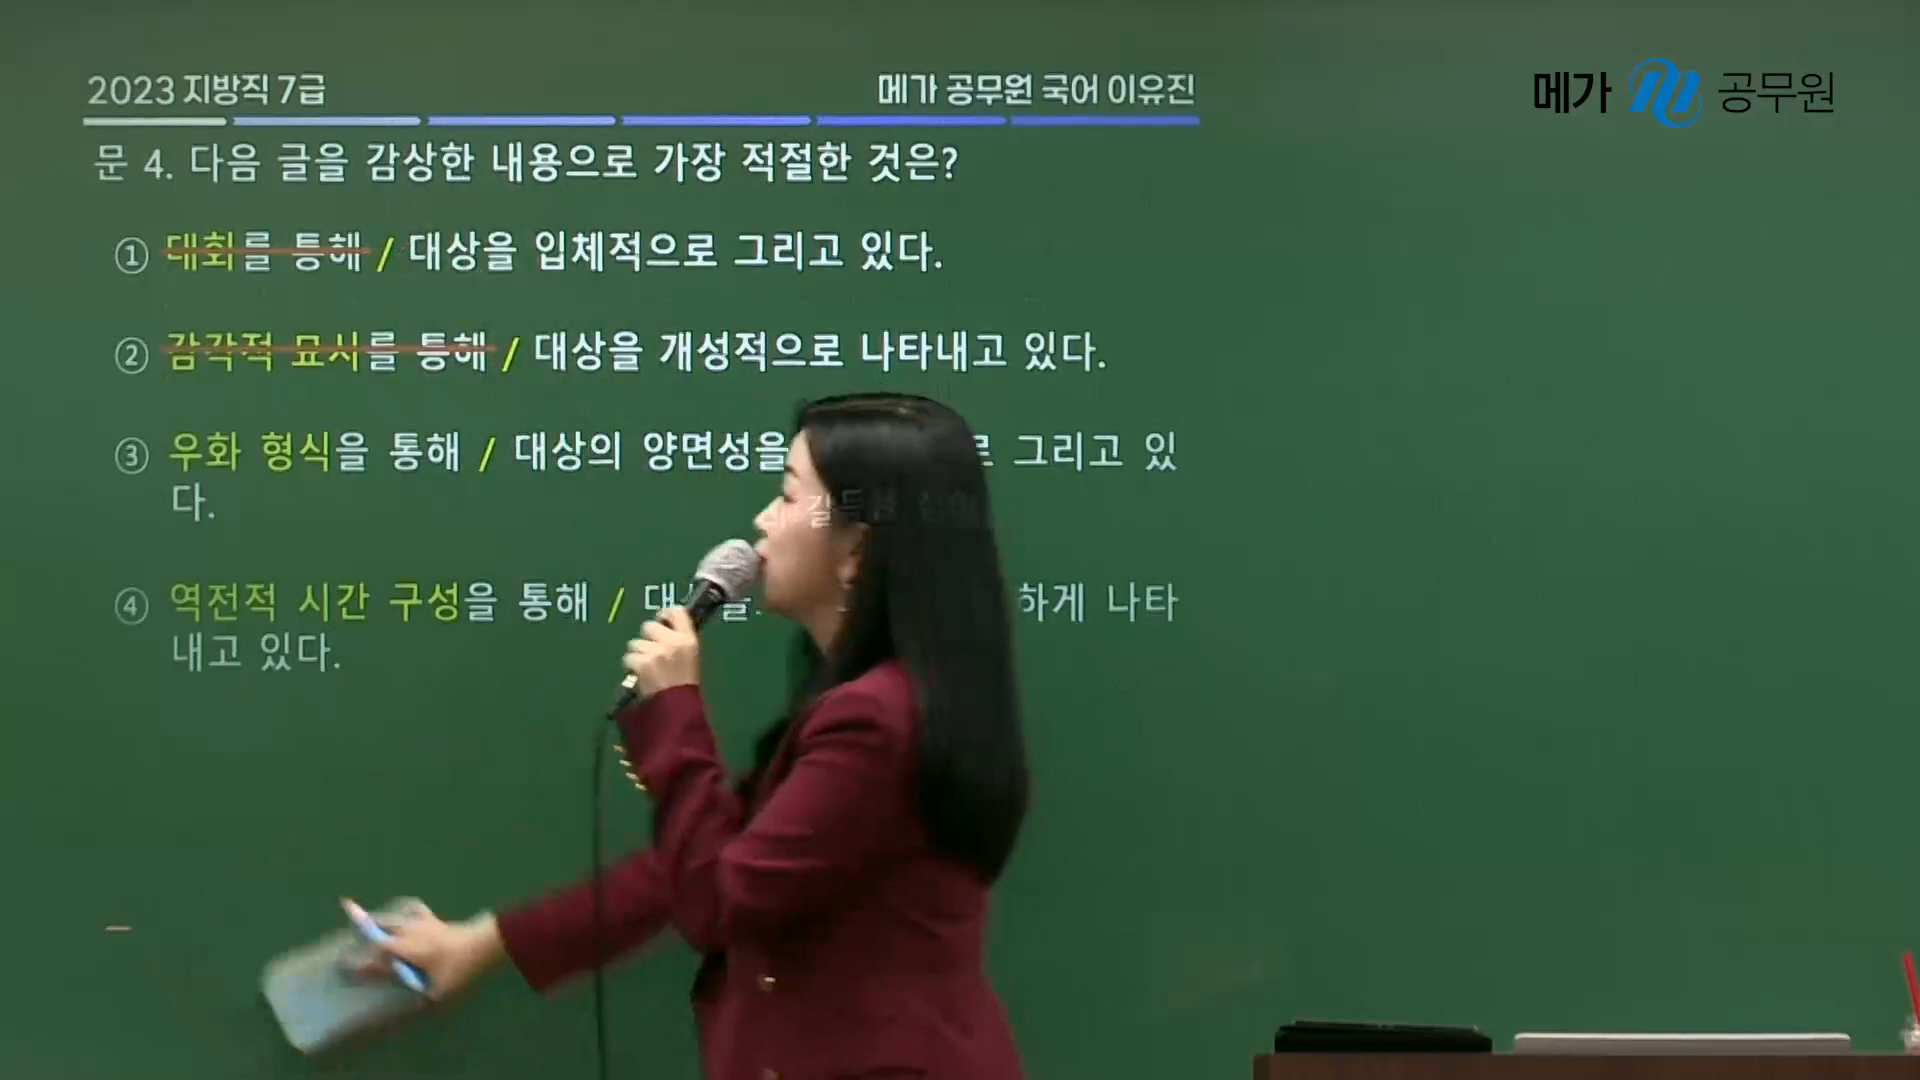 2023 지방직 7급
메가 공무원 국어 이유진
메가 공무원
문 4. 다음 글을 감상한 내용으로 가장 적절한 것은?
① 대화를 통해 / 대상을 입체적으로 그리고 있다.
② 감각적 묘사를 통해 / 대상을 개성적으로 나타내고 있다.
③ 우화 형식을 통해 / 대상의 양면성을 그리고 있
다.
④ 역전적 시간 구성을 통해 / 하게 나타
내고 있다.